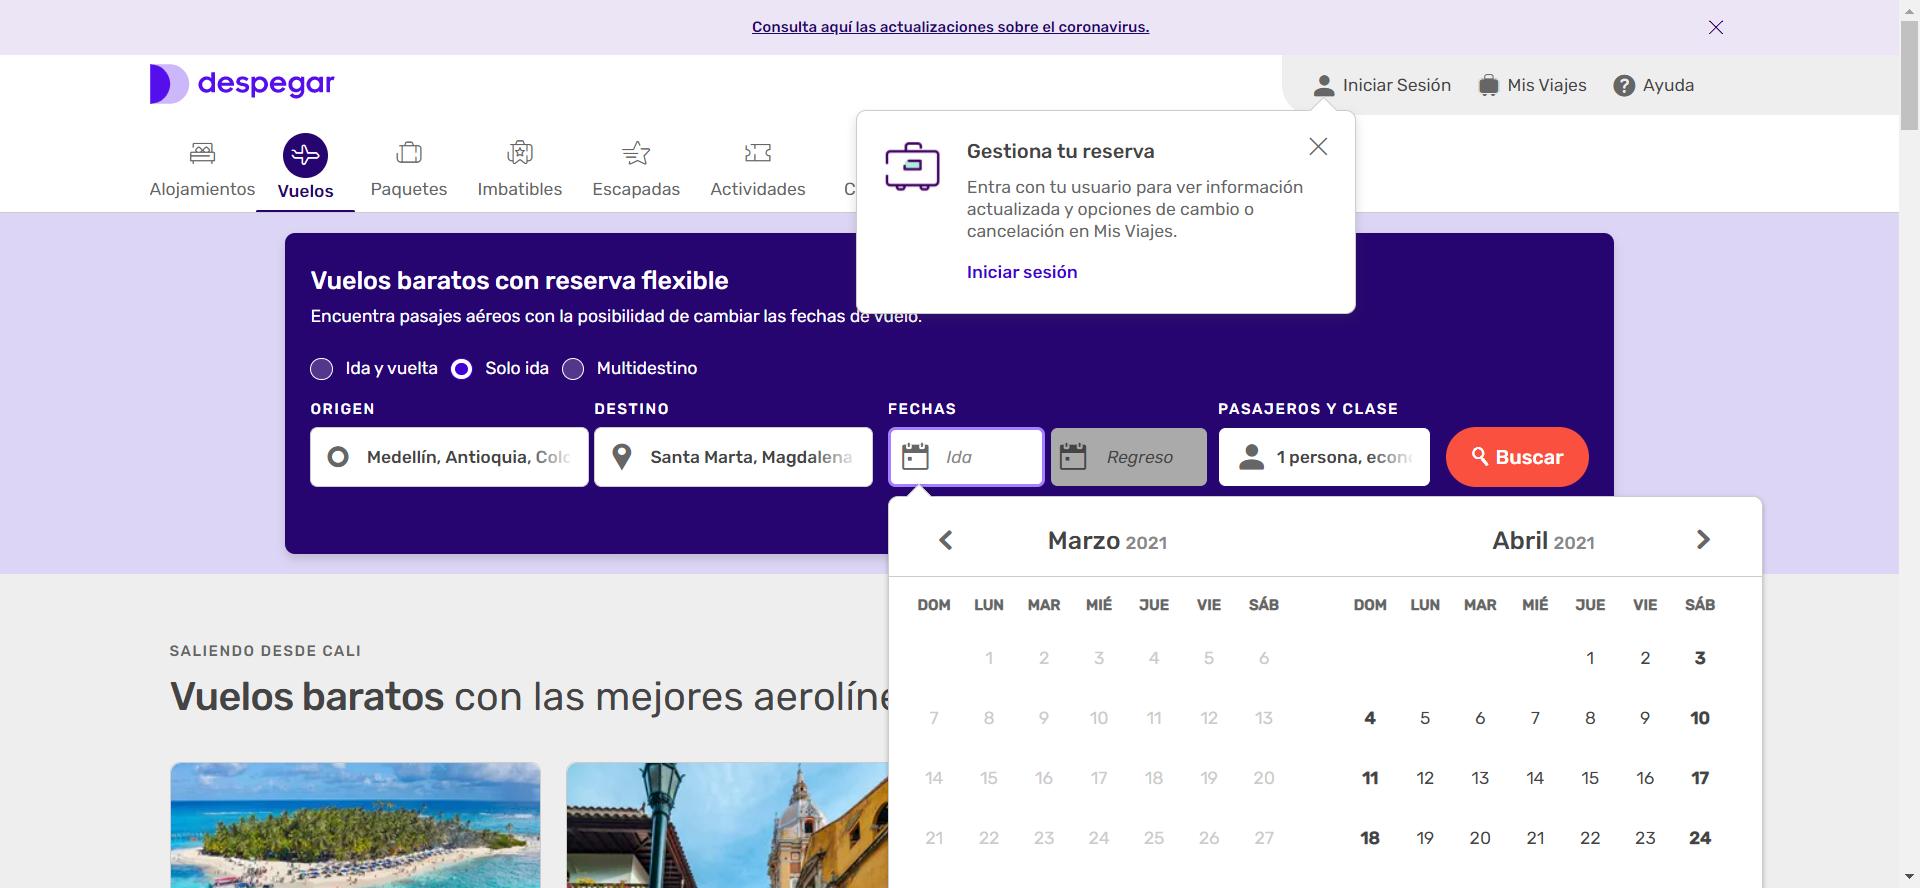 Consulta aquí las actualizaciones sobre el coronavirus.
despegar
Iniciar Sesión
Mis Viajes
Ayuda
Alojamientos
Vuelos
Paquetes
Imbatibles
Escapadas
Actividades
C
Gestiona tu reserva
Entra con tu usuario para ver información
actualizada y opciones de cambio o
cancelación en Mis Viajes.
Iniciar sesión
Vuelos baratos con reserva flexible
Encuentra pasajes aéreos con la posibilidad de cambiar las fechas de vuelo.
Ida y vuelta
Solo ida
Multidestino
ORIGEN
DESTINO
FECHAS
PASAJEROS Y CLASE
Medellín, Antioquia, Colo
Santa Marta, Magdalena
Ida
Regreso
1 persona, econ
Buscar
Marzo 2021
DOM LUN MAR MIÉ JUE VIE SÁB
1 2 3 4 5 6
7 8 9 10 11 12 13
14 15 16 17 18 19 20
21 22 23 24 25 26 27
Abril 2021
DOM LUN MAR MIÉ JUE VIE SÁB
1 2 3
4 5 6 7 8 9 10
11 12 13 14 15 16 17
18 19 20 21 22 23 24
SALIENDO DESDE CALI
Vuelos baratos con las mejores aerolíne